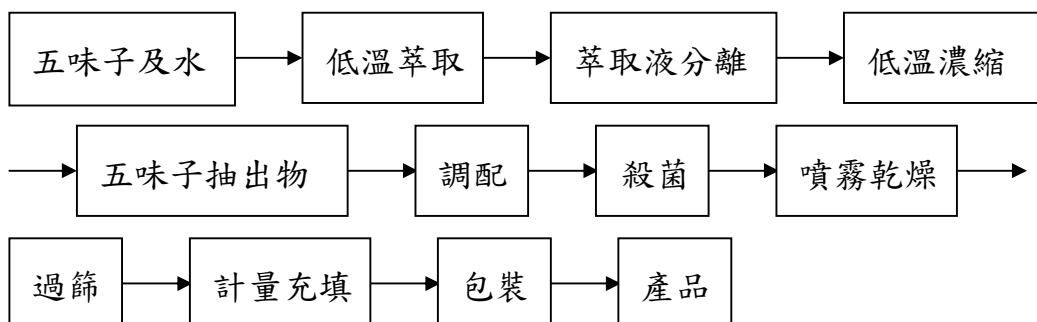 五味子及水 低溫萃取 萃取液分離 低溫濃縮
五味子抽出物 調配 殺菌 噴霧乾燥
過篩 計量充填 包裝 產品